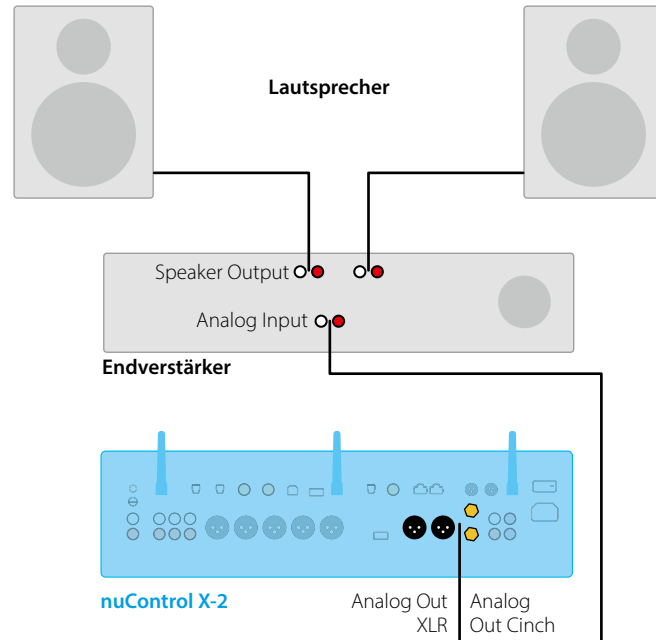 Lautsprecher
Speaker Output
Analog Input
Endverstärker
nuControl X-2
Analog Out
XLR
Analog
Out Cinch